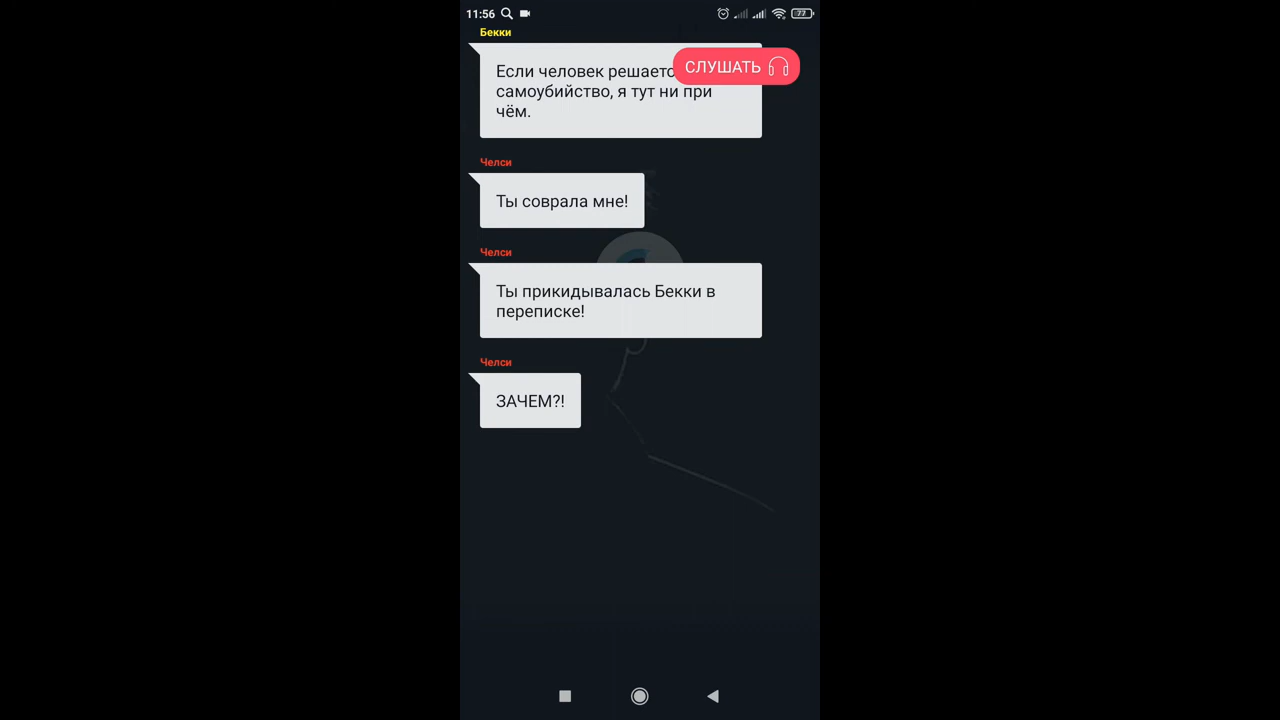 11:56
77
Бекки
СЛУШАТЬ
Если человек
самоубийство, я тут ни при
чём.
Челси
Ты соврала мне!
Челси
Ты прикидывалась Бекки в
переписке!
Челси
ЗАЧЕМ?!